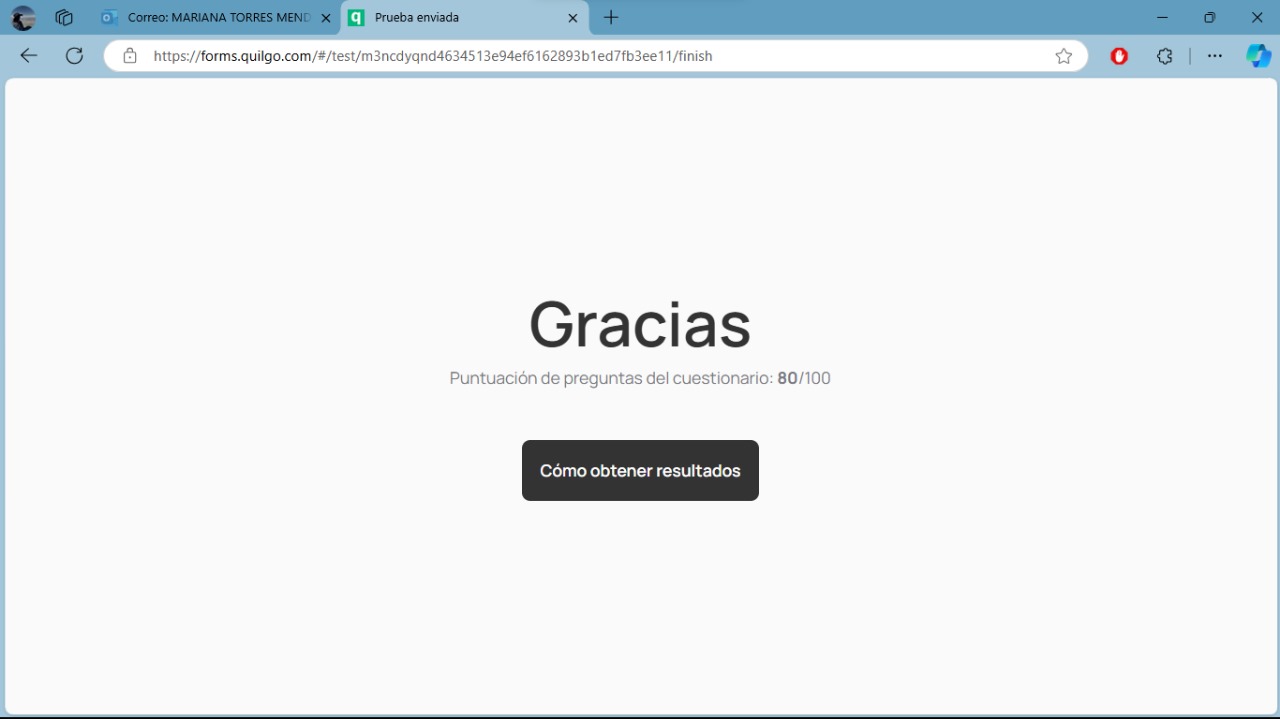 Correo: MARIANA TORRES MEND
Prueba enviada
https://forms.quilgo.com/#/test/m3ncdyqnd4634513e94ef6162893b1ed7fb3ee11/finish
Gracias
Puntuación de preguntas del cuestionario: 80/100
Cómo obtener resultados